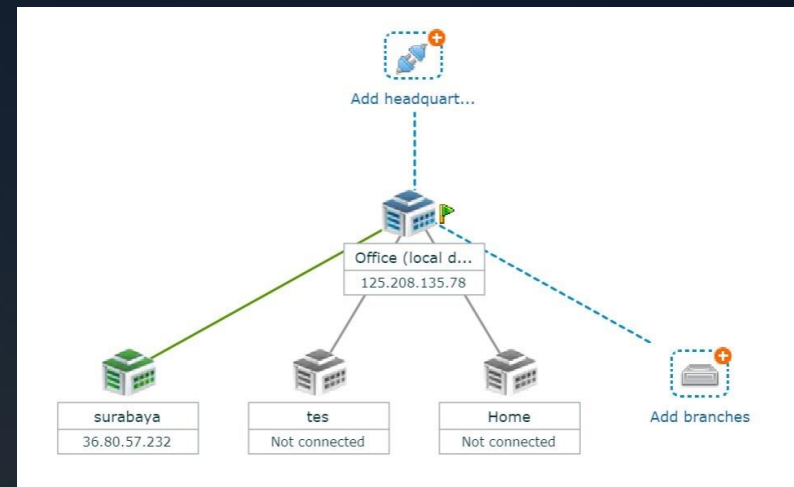 Add headquart...
Office (local d...
125.208.135.78
surabaya
36.80.57.232
tes
Not connected
Home
Not connected
Add branches